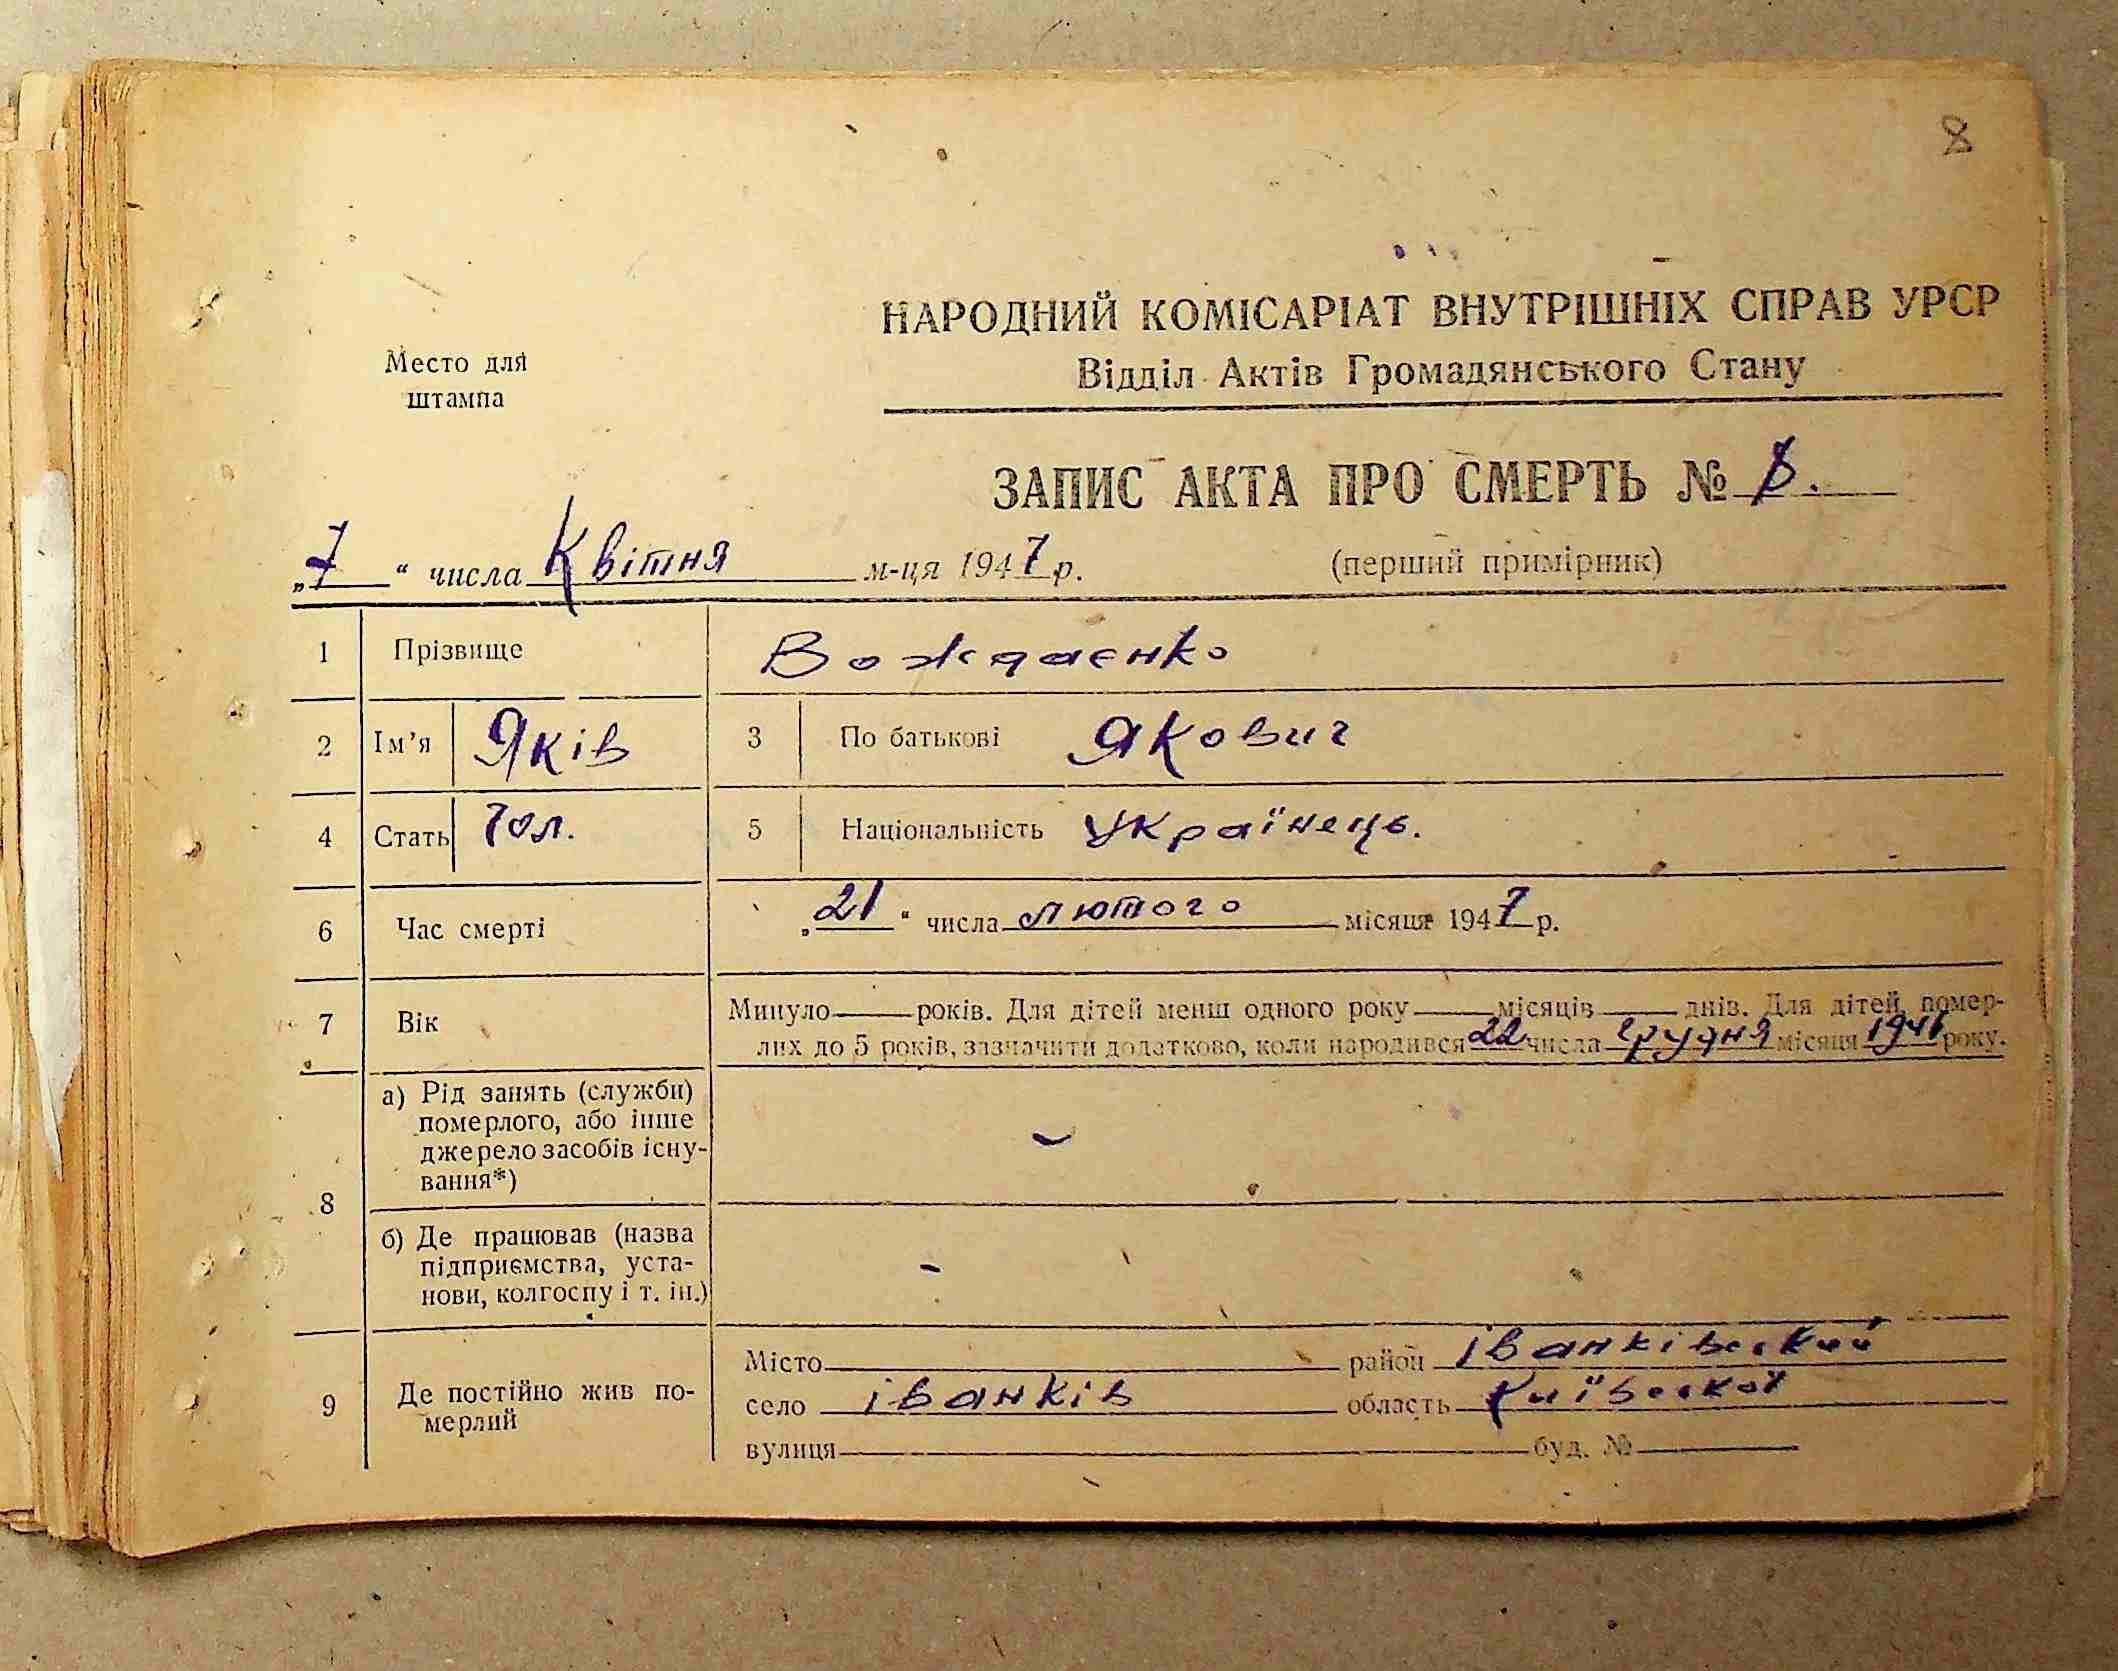 8
НАРОДНИЙ КОМІСАРІАТ ВНУТРІШНІХ СПРАВ УРСР
Место для
штампа
Відділ Актів Громадянського Стану
ЗАПИС АКТА ПРО СМЕРТЬ № 8.
„7“ числа Квітня м-ця 1947 р.
(перший примірник)
1 Прізвище Вождаєнко
2 Ім’я Яків 3 По батькові Якович
4 Стать Чол. 5 Національність Українець.
6 Час смерті „21“ числа лютого місяця 1947 р.
7 Вік Минуло років. Для дітей менш одного року місяців днів. Для дітей, помер-
лих до 5 років, зазначити додатково, коли народився 22 числа грудня місяця 1946 року.
8 а) Рід занять (служби)
померлого, або інше
джерело засобів існу-
вання*) -
б) Де працював (назва
підприємства, уста-
нови, колгоспу і т. ін.) -
9 Де постійно жив по-
мерлий
Місто район іванківський
село іванків область Київської
вулиця буд. №